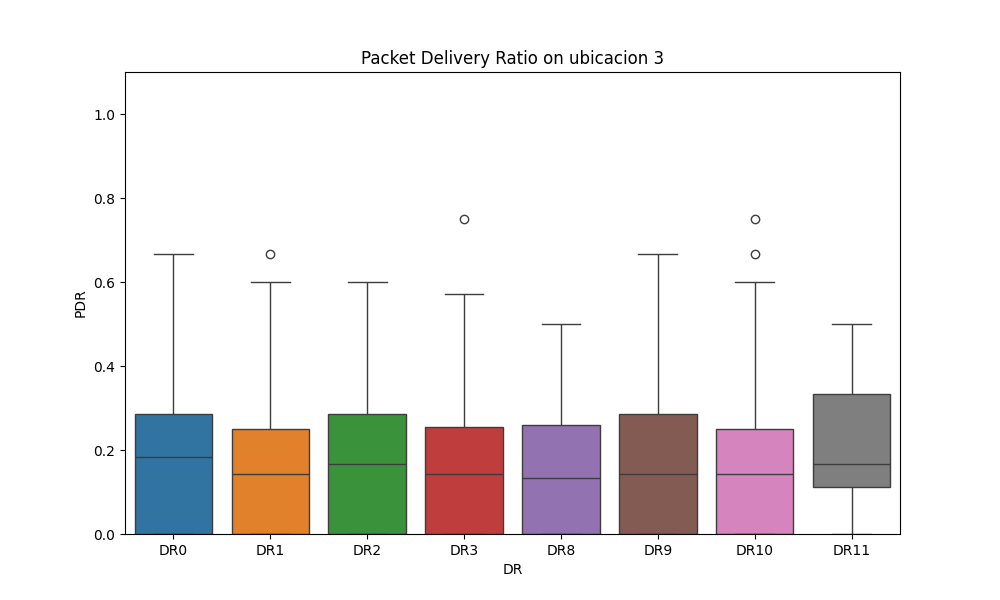 Packet Delivery Ratio on ubicacion 3
PDR
1.0
0.8
0.6
0.4
0.2
0.0
DR0 DR1 DR2 DR3 DR8 DR9 DR10 DR11
DR